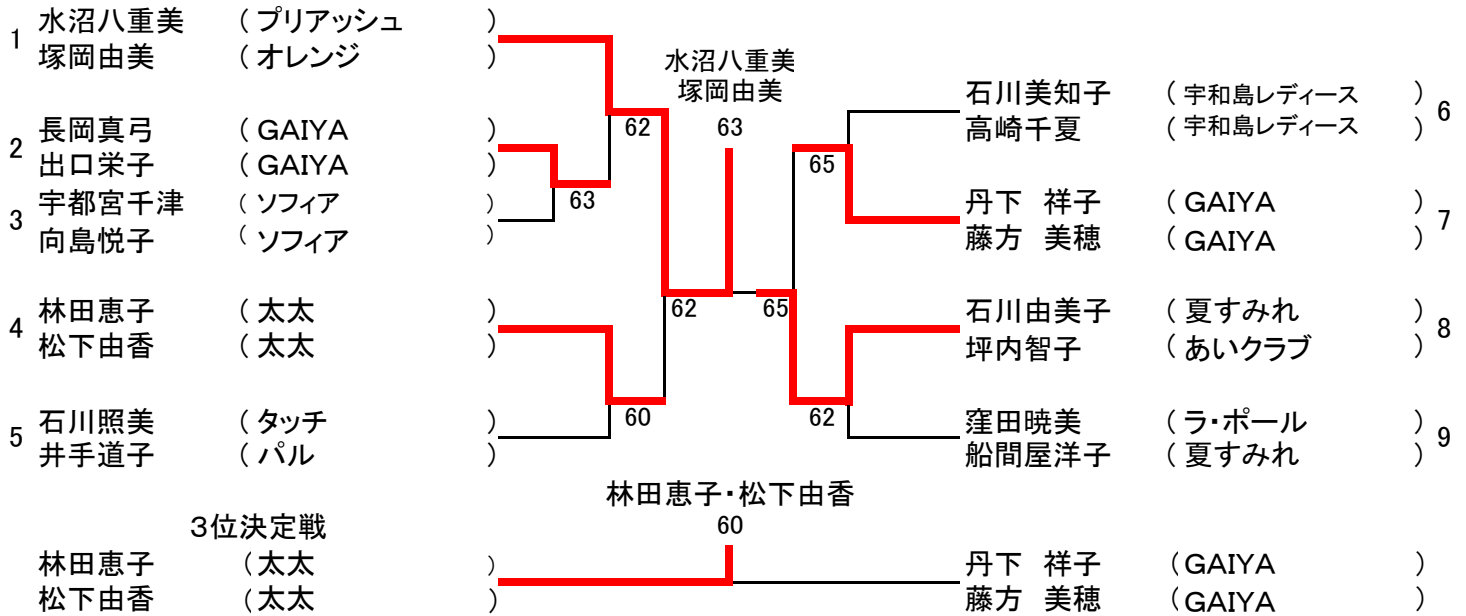 1 水沼八重美 ( プリアッシュ )
塚岡由美 ( オレンジ )
2 長岡真弓 ( GAIYA )
出口栄子 ( GAIYA )
3 宇都宮千津 ( ソフィア )
向島悦子 ( ソフィア )
4 林田恵子 ( 太太 )
松下由香 ( 太太 )
5 石川照美 ( タッチ )
井手道子 ( パル )
62
63
60
62
水沼八重美
塚岡由美
63
65
65
62
石川美知子 ( 宇和島レディース ) 6
高崎千夏 ( 宇和島レディース )
丹下 祥子 ( GAIYA ) 7
藤方 美穂 ( GAIYA )
石川由美子 ( 夏すみれ ) 8
坪内智子 ( あいクラブ )
窪田暁美 ( ラ・ポール ) 9
船間屋洋子 ( 夏すみれ )
林田恵子・松下由香
3位決定戦
60
林田恵子 ( 太太 )
松下由香 ( 太太 )
丹下 祥子 ( GAIYA )
藤方 美穂 ( GAIYA )